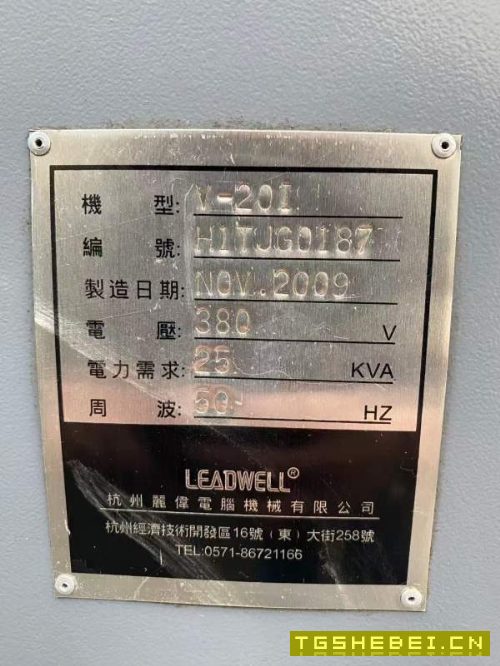 機型: V-20I
編號: H1TJG0187
製造日期: NOV.2009
電壓: 380 V
電力需求: 25 KVA
周波: 50 HZ
LEADWELL®
杭州麗偉電腦機械有限公司
杭州經濟技術開發區16號（東）大街258號
TEL:0571-86721166
TGSHEBEI.CN